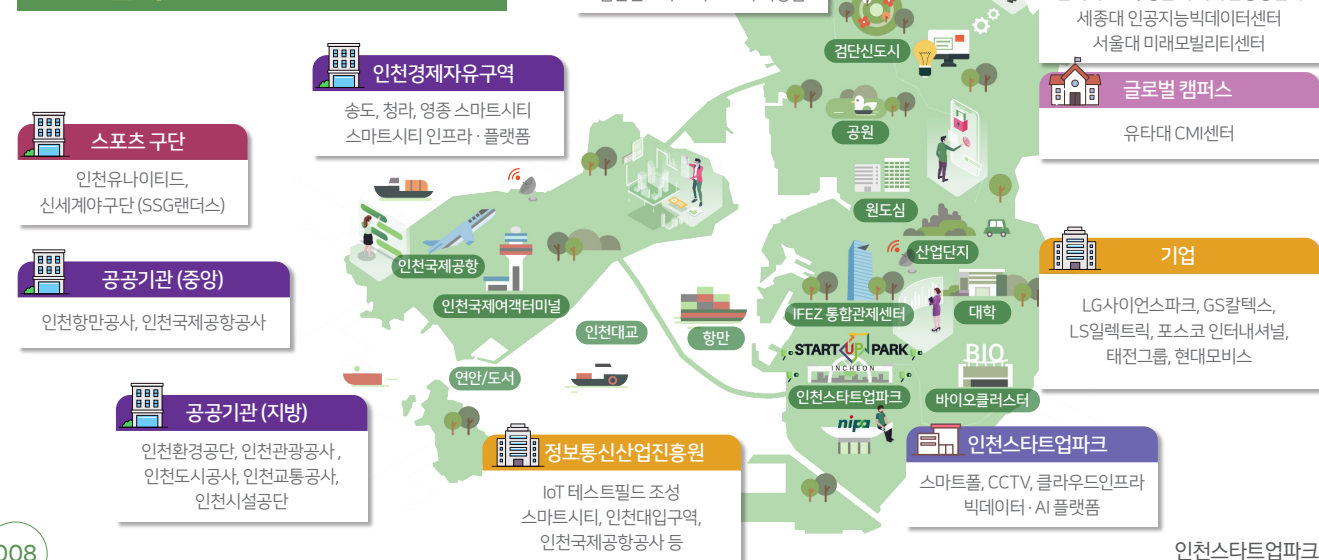 세종대 인공지능빅데이터센터
서울대 미래모빌리티센터
글로벌 캠퍼스
유타대 CMI센터
인천경제자유구역
송도, 청라, 영종 스마트시티
스마트시티 인프라 · 플랫폼
스포츠 구단
인천유나이티드,
신세계야구단 (SSG랜더스)
공공기관 (중앙)
인천항만공사, 인천국제공항공사
공공기관 (지방)
인천환경공단, 인천관광공사,
인천도시공사, 인천교통공사,
인천시설공단
정보통신산업진흥원
IoT 테스트필드 조성
스마트시티, 인천대입구역,
인천국제공항공사 등
검단신도시
공원
원도심
산업단지
인천국제공항
인천국제여객터미널
인천대교
항만
연안/도서
IFEZ 통합관제센터
대학
START UP PARK
INCHEON
인천스타트업파크
BIO
바이오클러스터
nipa
기업
LG사이언스파크, GS칼텍스,
LS일렉트릭, 포스코 인터내셔널,
태전그룹, 현대모비스
인천스타트업파크
스마트폴, CCTV, 클라우드인프라
빅데이터 · AI 플랫폼
008
인천스타트업파크